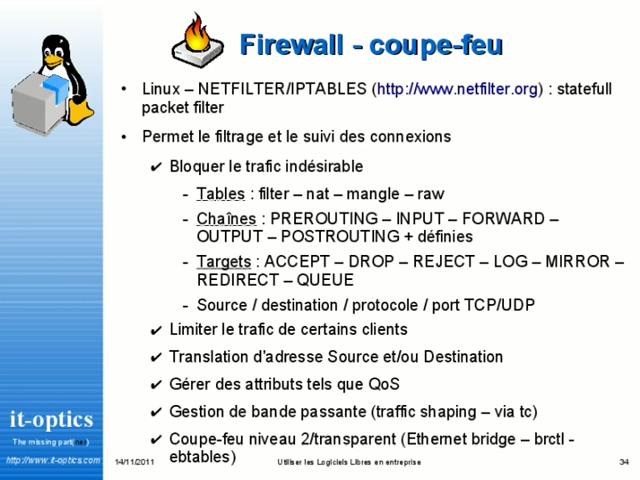 Firewall - coupe-feu
• Linux – NETFILTER/IPTABLES (http://www.netfilter.org) : statefull
packet filter
• Permet le filtrage et le suivi des connexions
✔ Bloquer le trafic indésirable
- Tables : filter – nat – mangle – raw
- Chaînes : PREROUTING – INPUT – FORWARD –
OUTPUT – POSTROUTING + définies
- Targets : ACCEPT – DROP – REJECT – LOG – MIRROR –
REDIRECT – QUEUE
- Source / destination / protocole / port TCP/UDP
✔ Limiter le trafic de certains clients
✔ Translation d'adresse Source et/ou Destination
✔ Gérer des attributs tels que QoS
✔ Gestion de bande passante (traffic shaping – via tc)
✔ Coupe-feu niveau 2/transparent (Ethernet bridge – brctl -
ebtables)
it-optics
The missing part(ner)
http://www.it-optics.com
14/11/2011
Utiliser les Logiciels Libres en entreprise
34